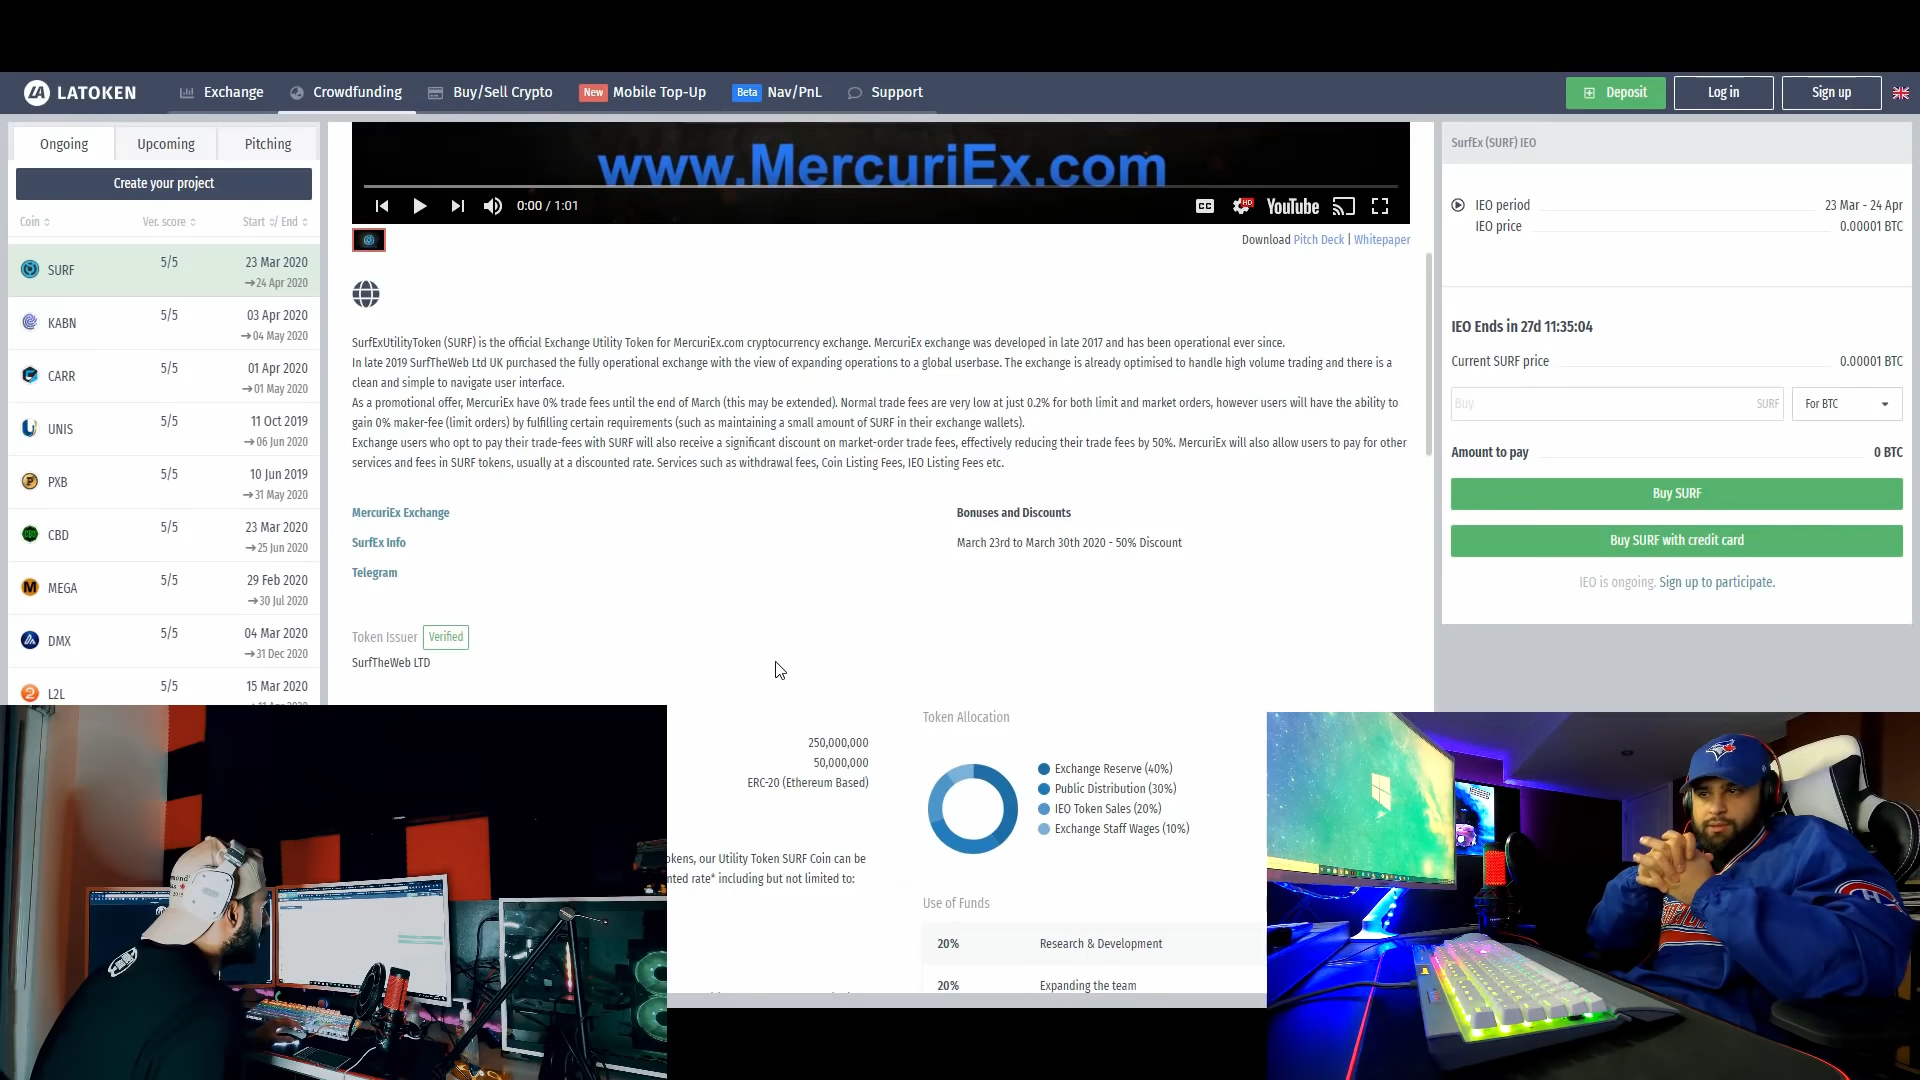 LATOKEN
Exchange
Crowdfunding
Buy/Sell Crypto
New Mobile Top-Up
Beta Nav/PnL
Support
Deposit
Log in
Sign up
Ongoing
Upcoming
Pitching
Create your project
Coin
Ver. score
Start / End
SURF 5/5 23 Mar 2020
→24 Apr 2020
KABN 5/5 03 Apr 2020
→04 May 2020
CARR 5/5 01 Apr 2020
→01 May 2020
UNIS 5/5 11 Oct 2019
→06 Jun 2020
PXB 5/5 10 Jun 2019
→31 May 2020
CBD 5/5 23 Mar 2020
→25 Jun 2020
MEGA 5/5 29 Feb 2020
→30 Jul 2020
DMX 5/5 04 Mar 2020
→31 Dec 2020
L2L 5/5 15 Mar 2020
www.MercuriEx.com
0:00 / 1:01
CC
HD
YouTube
Download Pitch Deck | Whitepaper
SurfExUtilityToken (SURF) is the official Exchange Utility Token for MercuriEx.com cryptocurrency exchange. MercuriEx exchange was developed in late 2017 and has been operational ever since.
In late 2019 SurfTheWeb Ltd UK purchased the fully operational exchange with the view of expanding operations to a global userbase. The exchange is already optimised to handle high volume trading and there is a
clean and simple to navigate user interface.
As a promotional offer, MercuriEx have 0% trade fees until the end of March (this may be extended). Normal trade fees are very low at just 0.2% for both limit and market orders, however users will have the ability to
gain 0% maker-fee (limit orders) by fulfilling certain requirements (such as maintaining a small amount of SURF in their exchange wallets).
Exchange users who opt to pay their trade-fees with SURF will also receive a significant discount on market-order trade fees, effectively reducing their trade fees by 50%. MercuriEx will also allow users to pay for other
services and fees in SURF tokens, usually at a discounted rate. Services such as withdrawal fees, Coin Listing Fees, IEO Listing Fees etc.
MercuriEx Exchange
SurfEx Info
Telegram
Bonuses and Discounts
March 23rd to March 30th 2020 - 50% Discount
Token Issuer Verified
SurfTheWeb LTD
250,000,000
50,000,000
ERC-20 (Ethereum Based)
okens, our Utility Token SURF Coin can be
nted rate* including but not limited to:
Token Allocation
Exchange Reserve (40%)
Public Distribution (30%)
IEO Token Sales (20%)
Exchange Staff Wages (10%)
Use of Funds
20% Research & Development
20% Expanding the team
SurfEx (SURF) IEO
IEO period 23 Mar - 24 Apr
IEO price 0.00001 BTC
IEO Ends in 27d 11:35:04
Current SURF price 0.00001 BTC
Buy SURF
For BTC
Amount to pay 0 BTC
Buy SURF
Buy SURF with credit card
IEO is ongoing. Sign up to participate.